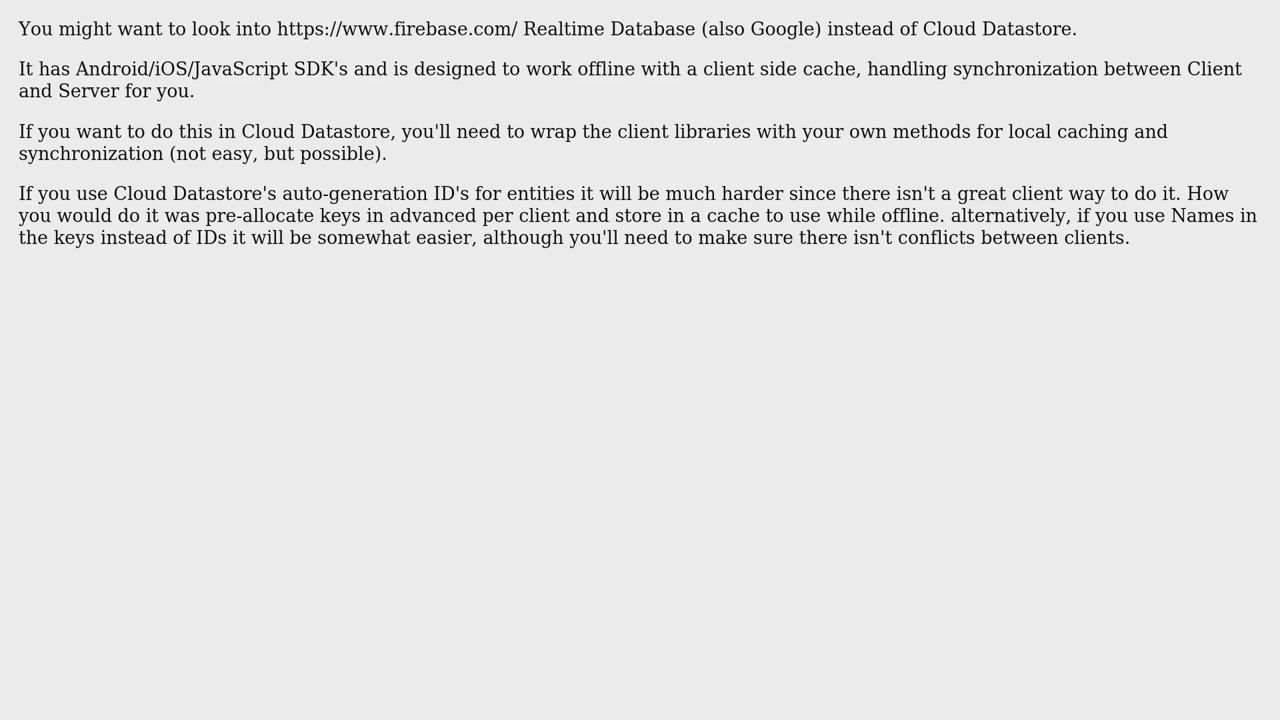 You might want to look into https://www.firebase.com/ Realtime Database (also Google) instead of Cloud Datastore.
It has Android/iOS/JavaScript SDK's and is designed to work offline with a client side cache, handling synchronization between Client
and Server for you.
If you want to do this in Cloud Datastore, you'll need to wrap the client libraries with your own methods for local caching and
synchronization (not easy, but possible).
If you use Cloud Datastore's auto-generation ID's for entities it will be much harder since there isn't a great client way to do it. How
you would do it was pre-allocate keys in advanced per client and store in a cache to use while offline. alternatively, if you use Names in
the keys instead of IDs it will be somewhat easier, although you'll need to make sure there isn't conflicts between clients.